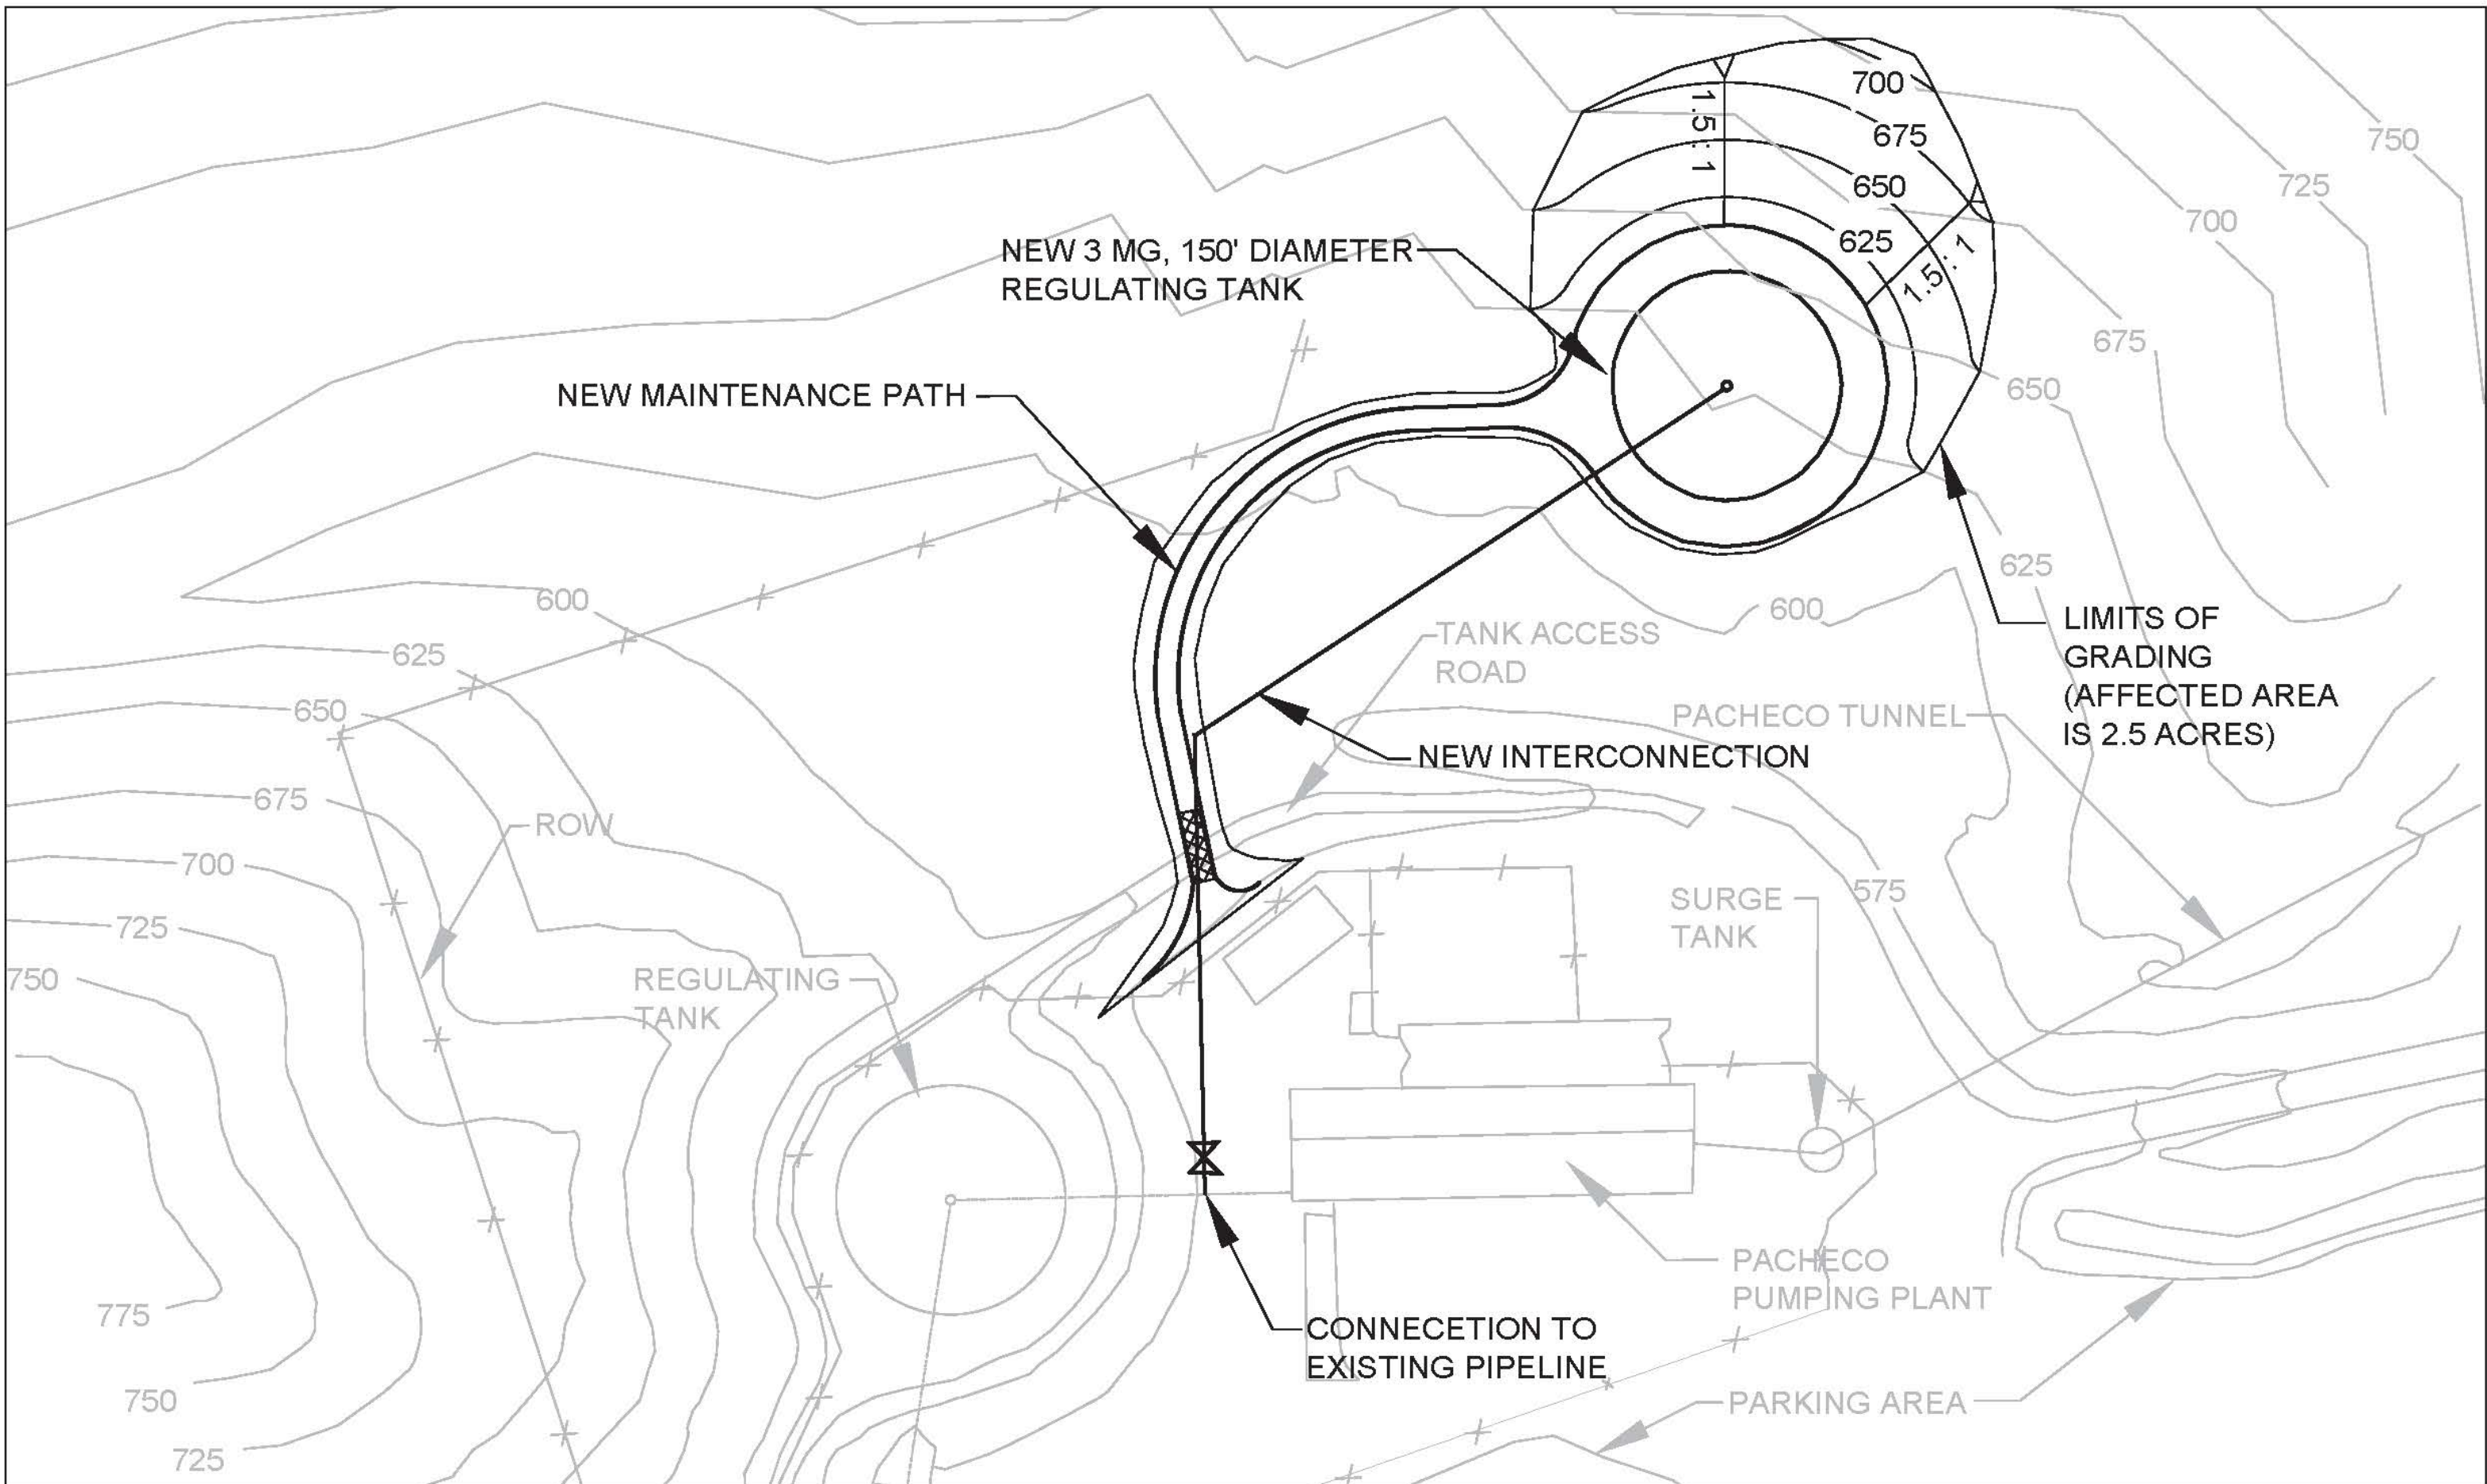 700
675
650
625
1.5 : 1
1.5 : 1
750
725
700
675
650
625
600
575
NEW 3 MG, 150' DIAMETER
REGULATING TANK
NEW MAINTENANCE PATH
LIMITS OF
GRADING
(AFFECTED AREA
IS 2.5 ACRES)
TANK ACCESS
ROAD
PACHECO TUNNEL
NEW INTERCONNECTION
600
625
650
675
700
725
750
ROW
REGULATING
TANK
SURGE
TANK
PACHECO
PUMPING PLANT
CONNECETION TO
EXISTING PIPELINE
PARKING AREA
775
750
725